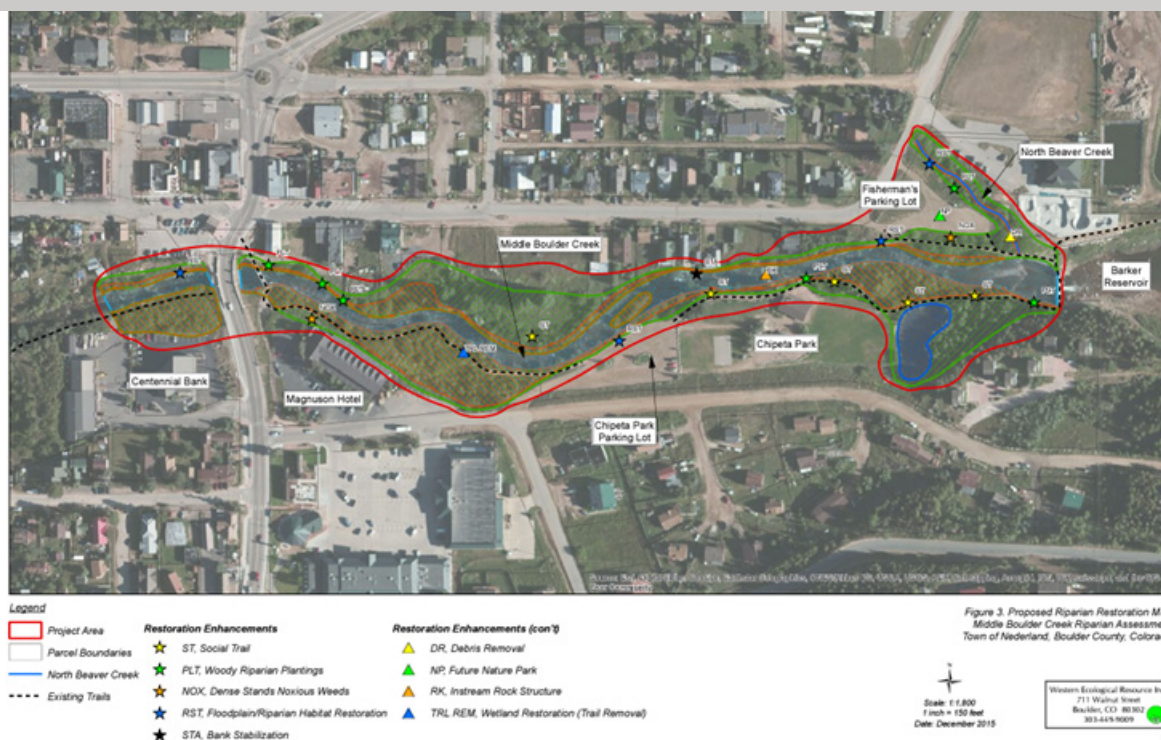 North Beaver Creek
Fisherman's
Parking Lot
Middle Boulder Creek
Barker
Reservoir
Chipeta Park
Centennial Bank
Magnuson Hotel
Chipeta Park
Parking Lot
Legend
Project Area
Parcel Boundaries
North Beaver Creek
Existing Trails
Restoration Enhancements
ST, Social Trail
PLT, Woody Riparian Plantings
NOX, Dense Stands Noxious Weeds
RST, Floodplain/Riparian Habitat Restoration
STA, Bank Stabilization
Restoration Enhancements (con't)
DR, Debris Removal
NP, Future Nature Park
RK, Instream Rock Structure
TRL REM, Wetland Restoration (Trail Removal)
Figure 3. Proposed Riparian Restoration M
Middle Boulder Creek Riparian Assessme
Town of Nederland, Boulder County, Colora
Scale: 1:1,800
1 inch = 150 feet
Date: December 2015
Western Ecological Resource In
711 Walnut Street
Boulder, CO 80302
303-449-9009